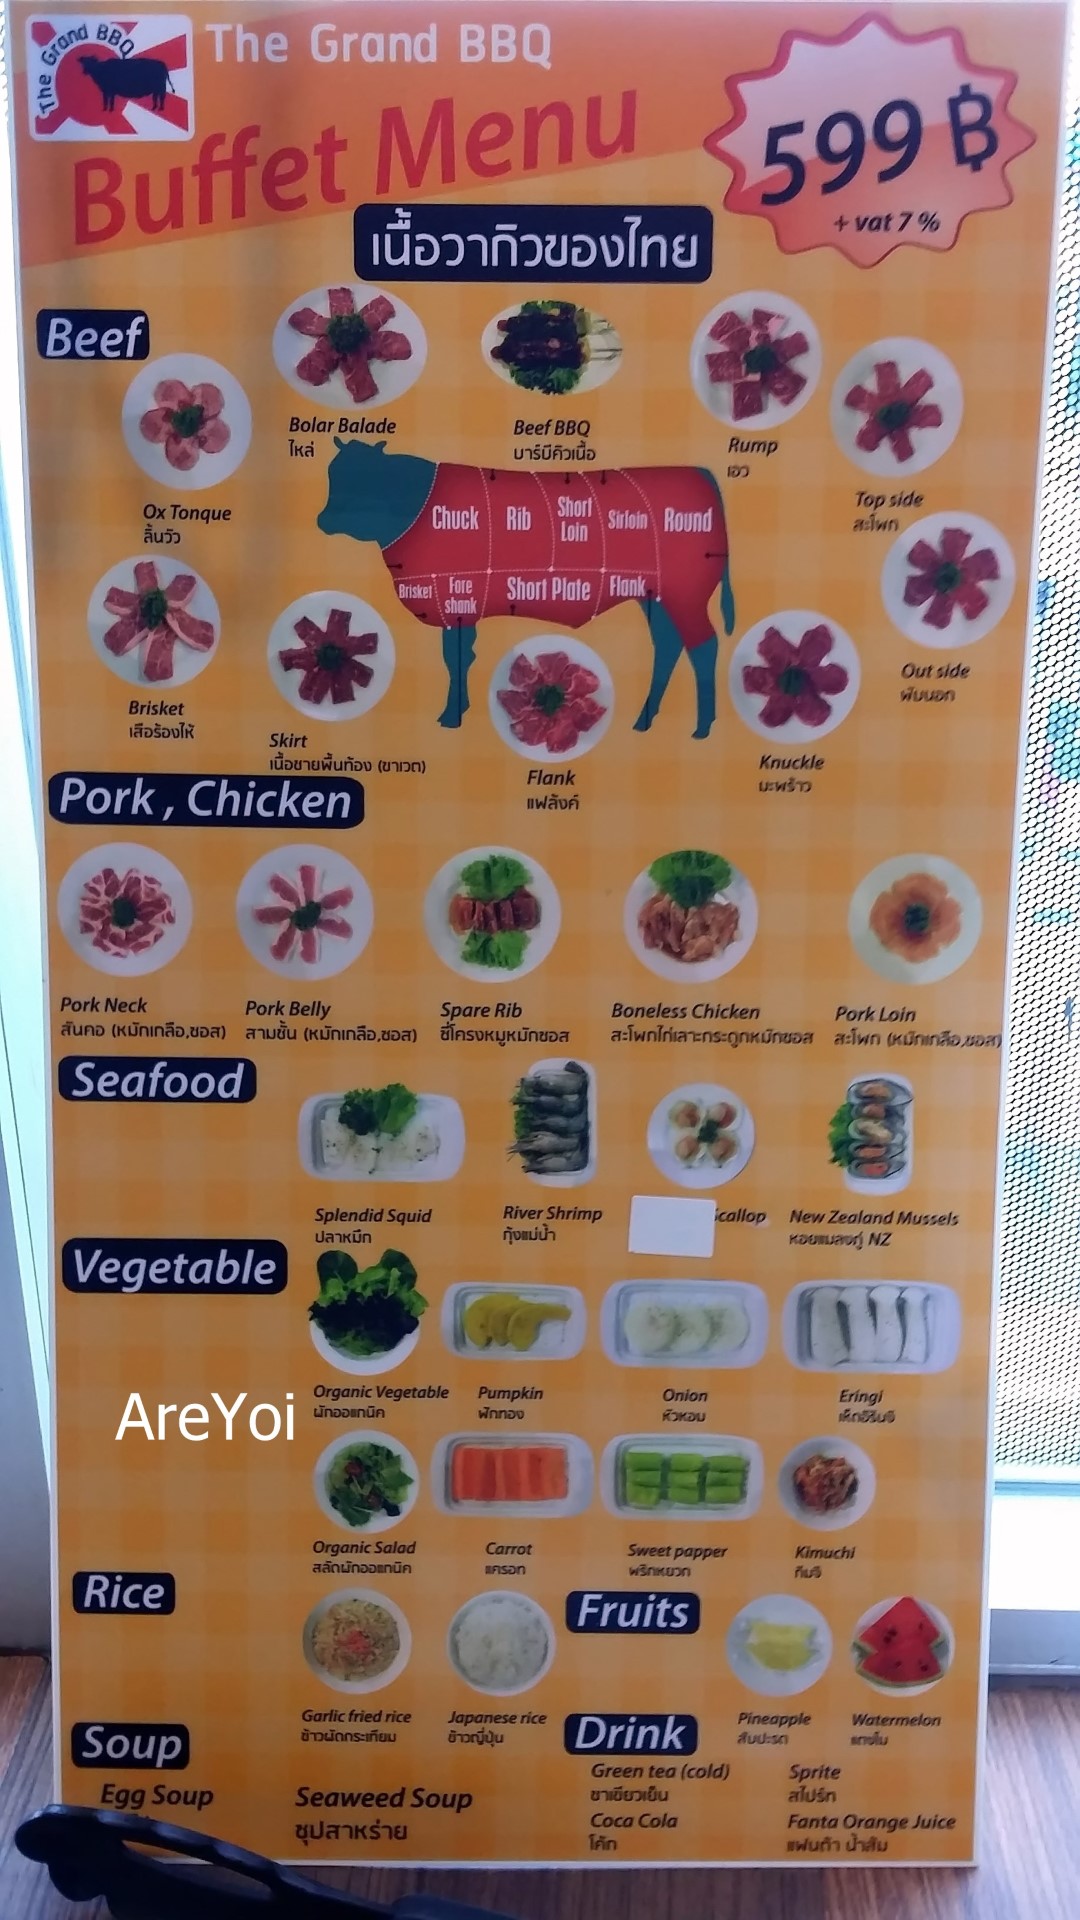 The Grand BBQ
The Grand BBQ
Buffet Menu
599 ฿
+ vat 7 %
เนื้อวากิวของไทย
Beef
Bolar Balade
ไหล่
Beef BBQ
บาร์บีคิวเนื้อ
Rump
เอว
Top side
สะโพก
Ox Tongue
ลิ้นวัว
Chuck
Rib
Short
Loin
Sirloin
Round
Brisket
Fore
shank
Short Plate
Flank
Out side
พับนอก
Brisket
เสือร้องไห้
Skirt
เนื้อชายพื้นท้อง (ขาเวต)
Flank
แฟลงค์
Knuckle
มะพร้าว
Pork , Chicken
Pork Neck
สันคอ (หมักเกลือ,ซอส)
Pork Belly
สามชั้น (หมักเกลือ,ซอส)
Spare Rib
ซี่โครงหมูหมักซอส
Boneless Chicken
สะโพกไก่เลาะกระดูกหมักซอส
Pork Loin
สะโพก (หมักเกลือ,ซอส)
Seafood
Splendid Squid
ปลาหมึก
River Shrimp
กุ้งแม่น้ำ
callop
New Zealand Mussels
หอยแมลงภู่ NZ
Vegetable
Organic Vegetable
ผักออแกนิค
Pumpkin
ฟักทอง
Onion
หัวหอม
Eringi
เห็ดอิรินจิ
AreYoi
Organic Salad
สลัดผักออแกนิค
Carrot
แครอท
Sweet papper
พริกหยวก
Kimuchi
กิมจิ
Rice
Garlic fried rice
ข้าวผัดกระเทียม
Japanese rice
ข้าวญี่ปุ่น
Fruits
Pineapple
สับปะรด
Watermelon
แตงโม
Soup
Egg Soup
Seaweed Soup
ซุปสาหร่าย
Drink
Green tea (cold)
ชาเขียวเย็น
Sprite
สไปร์ท
Coca Cola
โค้ก
Fanta Orange Juice
แฟนต้า น้ำส้ม